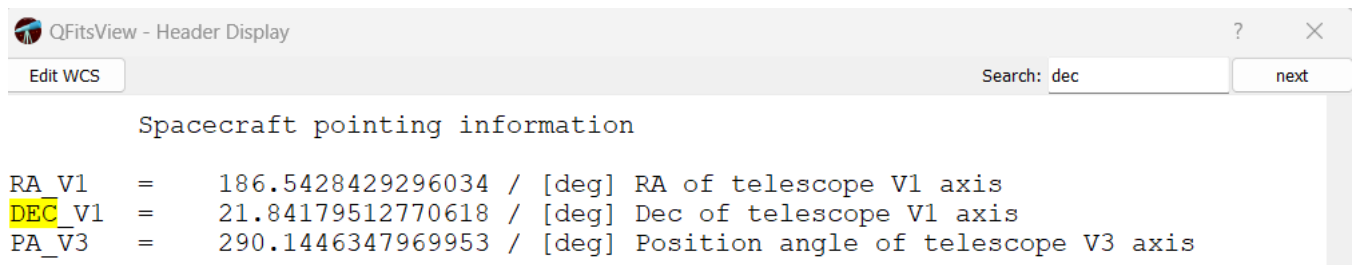 QFitsView - Header Display ?
Edit WCS Search: dec next
Spacecraft pointing information
RA_V1 = 186.5428429296034 / [deg] RA of telescope V1 axis
DEC_V1 = 21.84179512770618 / [deg] Dec of telescope V1 axis
PA_V3 = 290.1446347969953 / [deg] Position angle of telescope V3 axis